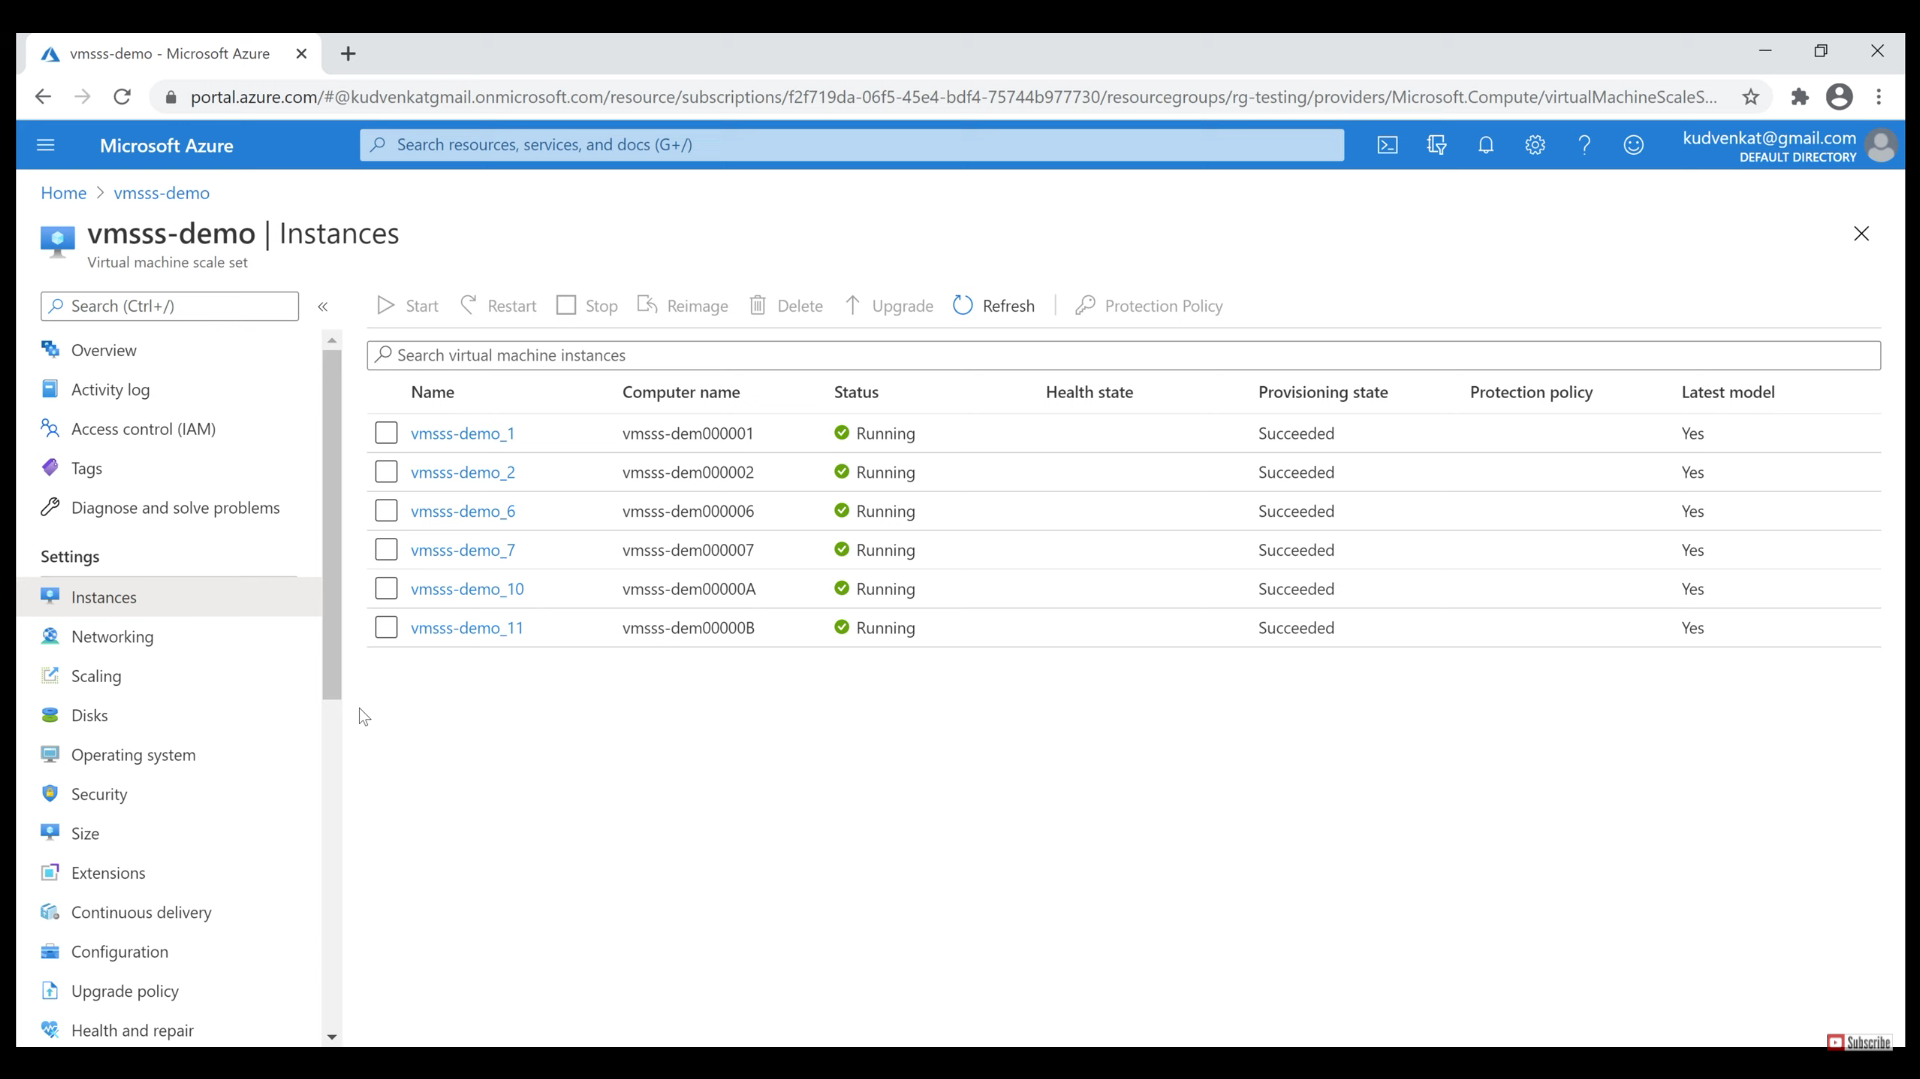 vmsss-demo - Microsoft Azure
portal.azure.com/#@kudvenkatgmail.onmicrosoft.com/resource/subscriptions/f2f719da-06f5-45e4-bdf4-75744b977730/resourcegroups/rg-testing/providers/Microsoft.Compute/virtualMachineScaleS...
Microsoft Azure
Search resources, services, and docs (G+/)
kudvenkat@gmail.com
DEFAULT DIRECTORY
Home > vmsss-demo
vmsss-demo | Instances
Virtual machine scale set
Search (Ctrl+/)
«
Start Restart Stop Reimage Delete Upgrade Refresh Protection Policy
Search virtual machine instances
Overview
Activity log
Access control (IAM)
Tags
Diagnose and solve problems
Settings
Instances
Networking
Scaling
Disks
Operating system
Security
Size
Extensions
Continuous delivery
Configuration
Upgrade policy
Health and repair
Name Computer name Status Health state Provisioning state Protection policy Latest model
vmsss-demo_1 vmsss-dem000001 Running Succeeded Yes
vmsss-demo_2 vmsss-dem000002 Running Succeeded Yes
vmsss-demo_6 vmsss-dem000006 Running Succeeded Yes
vmsss-demo_7 vmsss-dem000007 Running Succeeded Yes
vmsss-demo_10 vmsss-dem00000A Running Succeeded Yes
vmsss-demo_11 vmsss-dem00000B Running Succeeded Yes
Subscribe